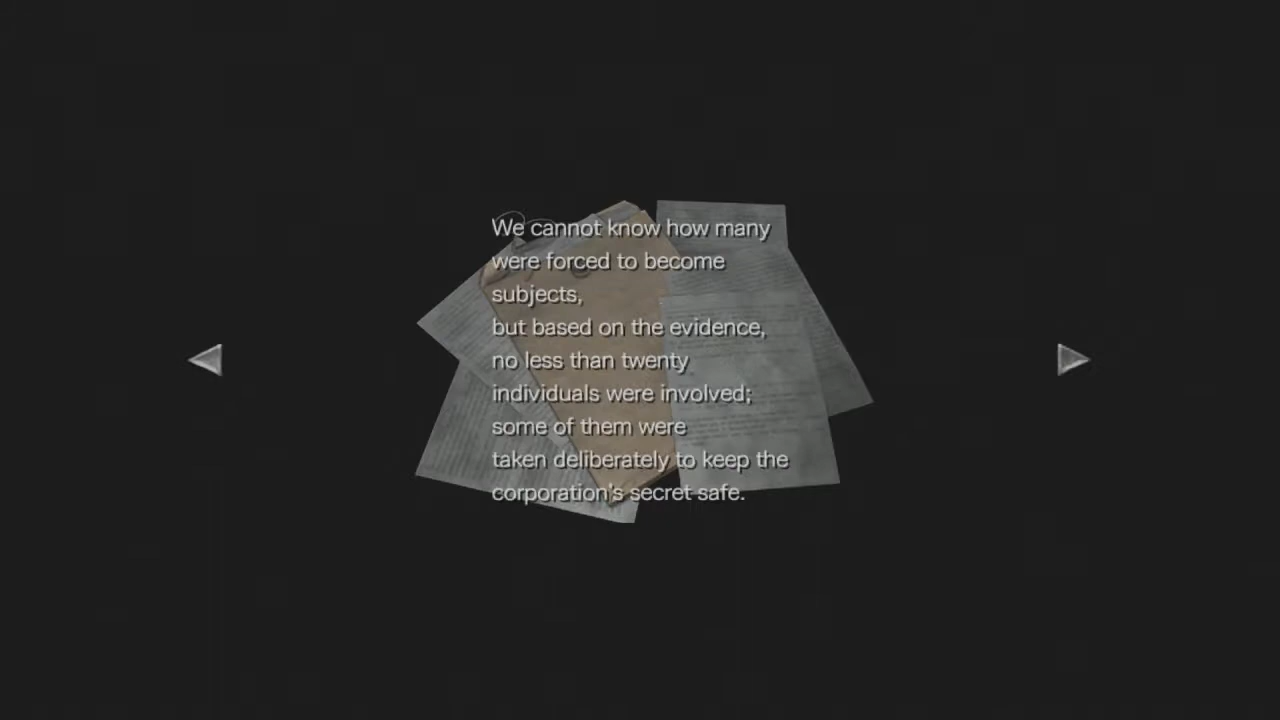 We cannot know how many
were forced to become
subjects,
but based on the evidence,
no less than twenty
individuals were involved;
some of them were
taken deliberately to keep the
corporation's secret safe.